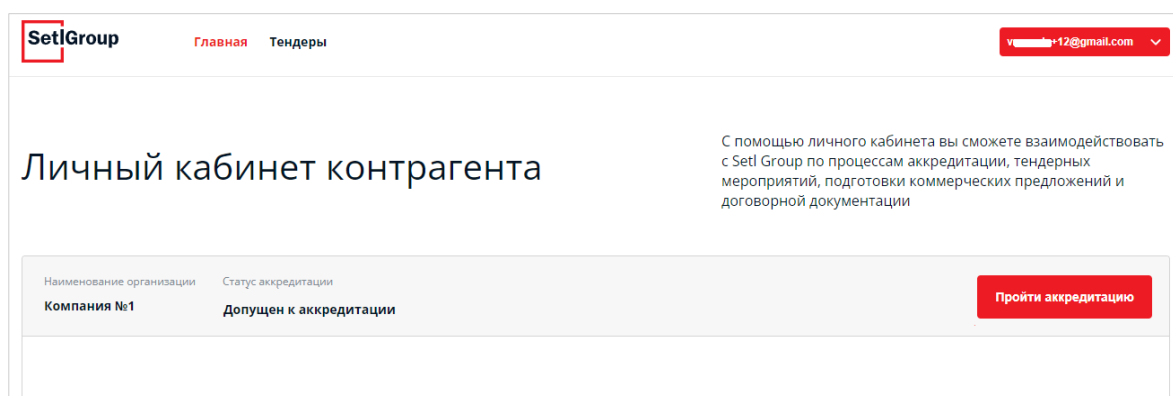 SetlGroup
Главная Тендеры
+12@gmail.com
Личный кабинет контрагента
С помощью личного кабинета вы сможете взаимодействовать
с Setl Group по процессам аккредитации, тендерных
мероприятий, подготовки коммерческих предложений и
договорной документации
Наименование организации Статус аккредитации
Компания №1 Допущен к аккредитации
Пройти аккредитацию